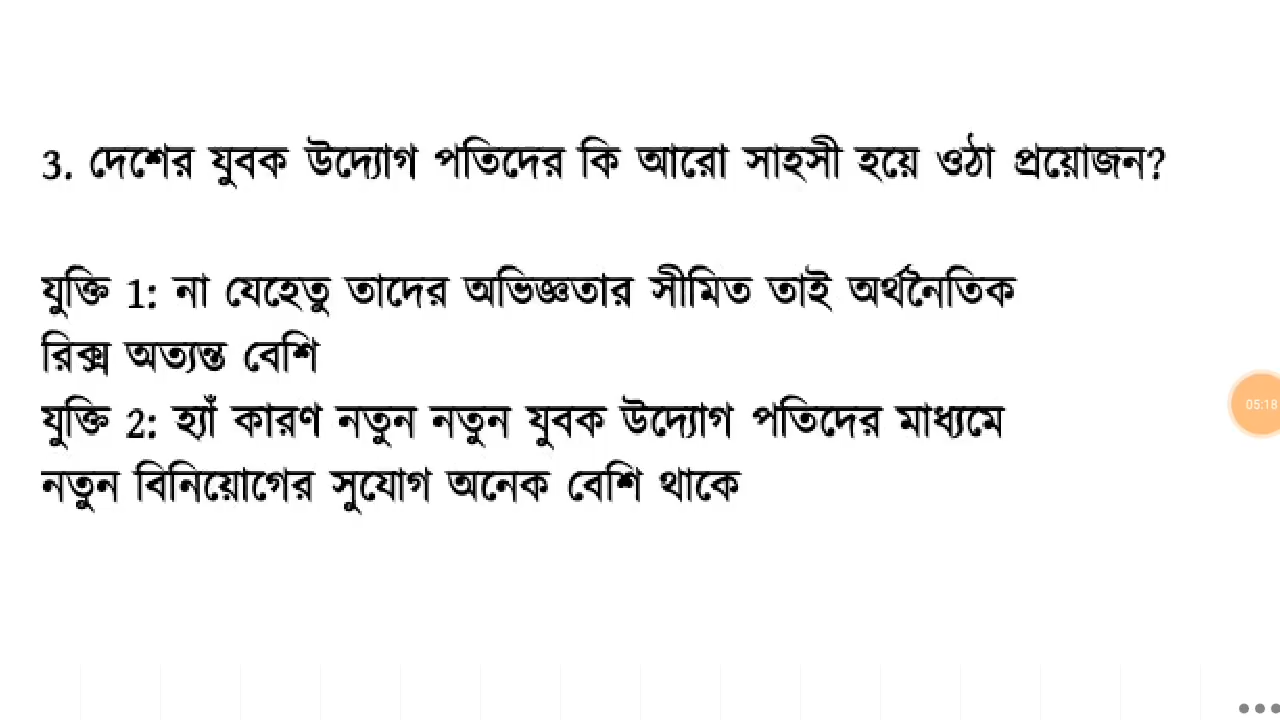 3. দেশের যুবক উদ্যোগ পতিদের কি আরো সাহসী হয়ে ওঠা প্রয়োজন?
যুক্তি 1: না যেহেতু তাদের অভিজ্ঞতার সীমিত তাই অর্থনৈতিক
রিক্স অত্যন্ত বেশি
যুক্তি 2: হ্যাঁ কারণ নতুন নতুন যুবক উদ্যোগ পতিদের মাধ্যমে
নতুন বিনিয়োগের সুযোগ অনেক বেশি থাকে
05:18